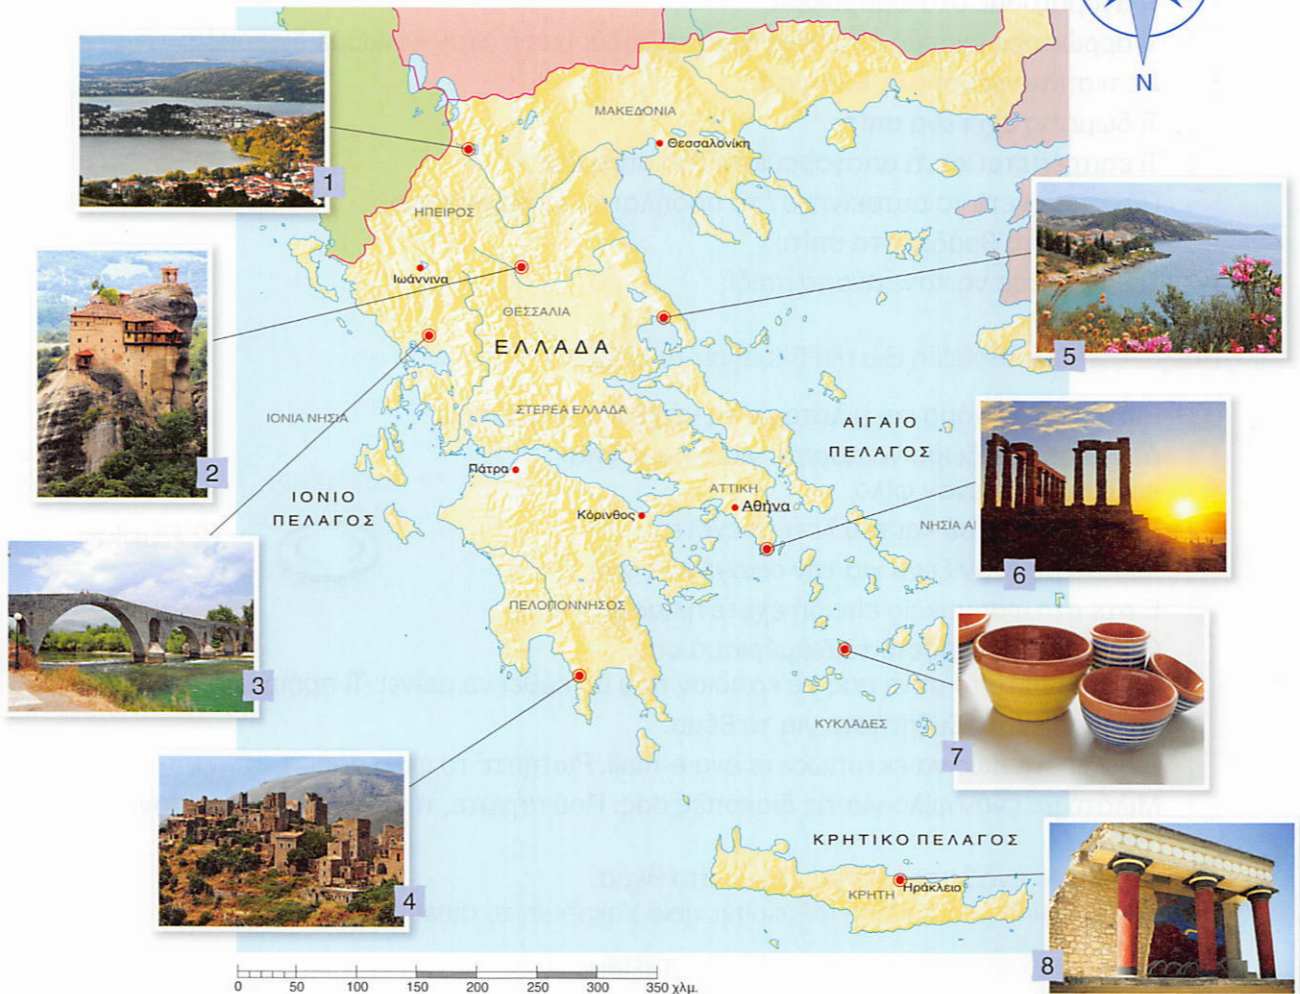 N
ΜΑΚΕΔΟΝΙΑ
Θεσσαλονίκη
1
ΗΠΕΙΡΟΣ
Ιωάννινα
ΘΕΣΣΑΛΙΑ
ΕΛΛΑΔΑ
5
2
ΙΟΝΙΑ ΝΗΣΙΑ
ΣΤΕΡΕΑ ΕΛΛΑΔΑ
ΑΙΓΑΙΟ
ΠΕΛΑΓΟΣ
Πάτρα
ΙΟΝΙΟ
ΠΕΛΑΓΟΣ
ΑΤΤΙΚΗ
Αθήνα
Κόρινθος
ΝΗΣΙΑ ΑΙ
6
ΠΕΛΟΠΟΝΝΗΣΟΣ
3
ΚΥΚΛΑΔΕΣ
7
ΚΡΗΤΙΚΟ ΠΕΛΑΓΟΣ
4
Ηράκλειο
ΚΡΗΤΗ
8
0 50 100 150 200 250 300 350 χλμ.